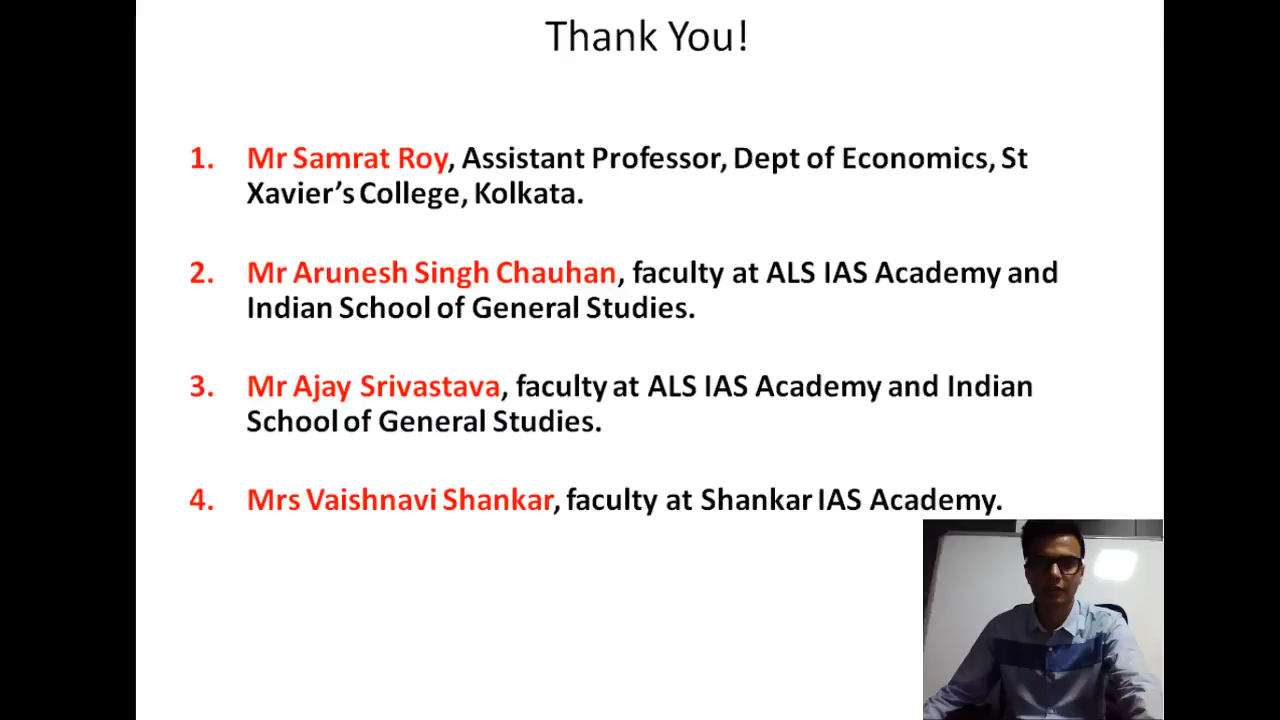 Thank You!
1. Mr Samrat Roy, Assistant Professor, Dept of Economics, St
Xavier’s College, Kolkata.
2. Mr Arunesh Singh Chauhan, faculty at ALS IAS Academy and
Indian School of General Studies.
3. Mr Ajay Srivastava, faculty at ALS IAS Academy and Indian
School of General Studies.
4. Mrs Vaishnavi Shankar, faculty at Shankar IAS Academy.